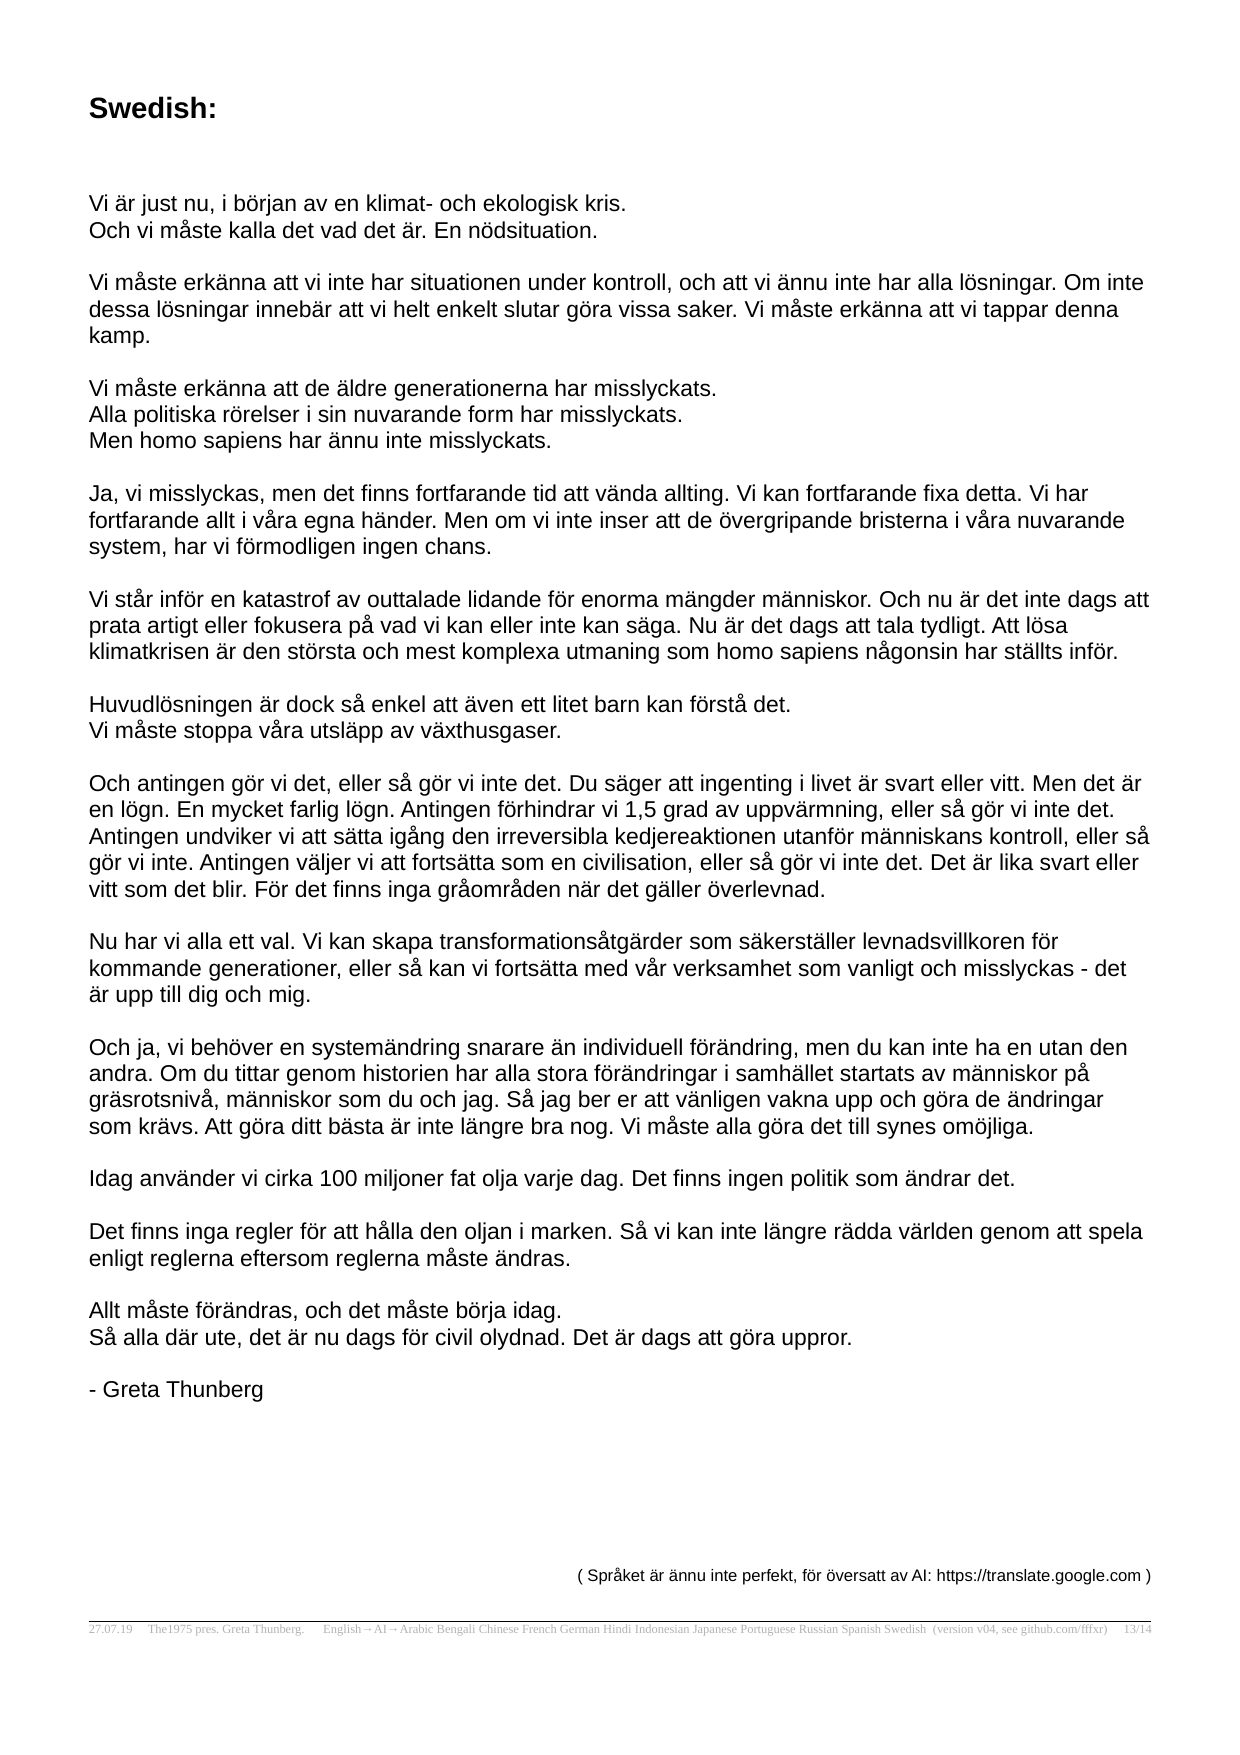 Swedish:
Vi är just nu, i början av en klimat- och ekologisk kris.
Och vi måste kalla det vad det är. En nödsituation.
Vi måste erkänna att vi inte har situationen under kontroll, och att vi ännu inte har alla lösningar. Om inte
dessa lösningar innebär att vi helt enkelt slutar göra vissa saker. Vi måste erkänna att vi tappar denna
kamp.
Vi måste erkänna att de äldre generationerna har misslyckats.
Alla politiska rörelser i sin nuvarande form har misslyckats.
Men homo sapiens har ännu inte misslyckats.
Ja, vi misslyckas, men det finns fortfarande tid att vända allting. Vi kan fortfarande fixa detta. Vi har
fortfarande allt i våra egna händer. Men om vi inte inser att de övergripande bristerna i våra nuvarande
system, har vi förmodligen ingen chans.
Vi står inför en katastrof av outtalade lidande för enorma mängder människor. Och nu är det inte dags att
prata artigt eller fokusera på vad vi kan eller inte kan säga. Nu är det dags att tala tydligt. Att lösa
klimatkrisen är den största och mest komplexa utmaning som homo sapiens någonsin har ställts inför.
Huvudlösningen är dock så enkel att även ett litet barn kan förstå det.
Vi måste stoppa våra utsläpp av växthusgaser.
Och antingen gör vi det, eller så gör vi inte det. Du säger att ingenting i livet är svart eller vitt. Men det är
en lögn. En mycket farlig lögn. Antingen förhindrar vi 1,5 grad av uppvärmning, eller så gör vi inte det.
Antingen undviker vi att sätta igång den irreversibla kedjereaktionen utanför människans kontroll, eller så
gör vi inte. Antingen väljer vi att fortsätta som en civilisation, eller så gör vi inte det. Det är lika svart eller
vitt som det blir. För det finns inga gråområden när det gäller överlevnad.
Nu har vi alla ett val. Vi kan skapa transformationsåtgärder som säkerställer levnadsvillkoren för
kommande generationer, eller så kan vi fortsätta med vår verksamhet som vanligt och misslyckas - det
är upp till dig och mig.
Och ja, vi behöver en systemändring snarare än individuell förändring, men du kan inte ha en utan den
andra. Om du tittar genom historien har alla stora förändringar i samhället startats av människor på
gräsrotsnivå, människor som du och jag. Så jag ber er att vänligen vakna upp och göra de ändringar
som krävs. Att göra ditt bästa är inte längre bra nog. Vi måste alla göra det till synes omöjliga.
Idag använder vi cirka 100 miljoner fat olja varje dag. Det finns ingen politik som ändrar det.
Det finns inga regler för att hålla den oljan i marken. Så vi kan inte längre rädda världen genom att spela
enligt reglerna eftersom reglerna måste ändras.
Allt måste förändras, och det måste börja idag.
Så alla där ute, det är nu dags för civil olydnad. Det är dags att göra uppror.
- Greta Thunberg
( Språket är ännu inte perfekt, för översatt av AI: https://translate.google.com )
27.07.19 The1975 pres. Greta Thunberg. English→AI→Arabic Bengali Chinese French German Hindi Indonesian Japanese Portuguese Russian Spanish Swedish (version v04, see github.com/fffxr) 13/14